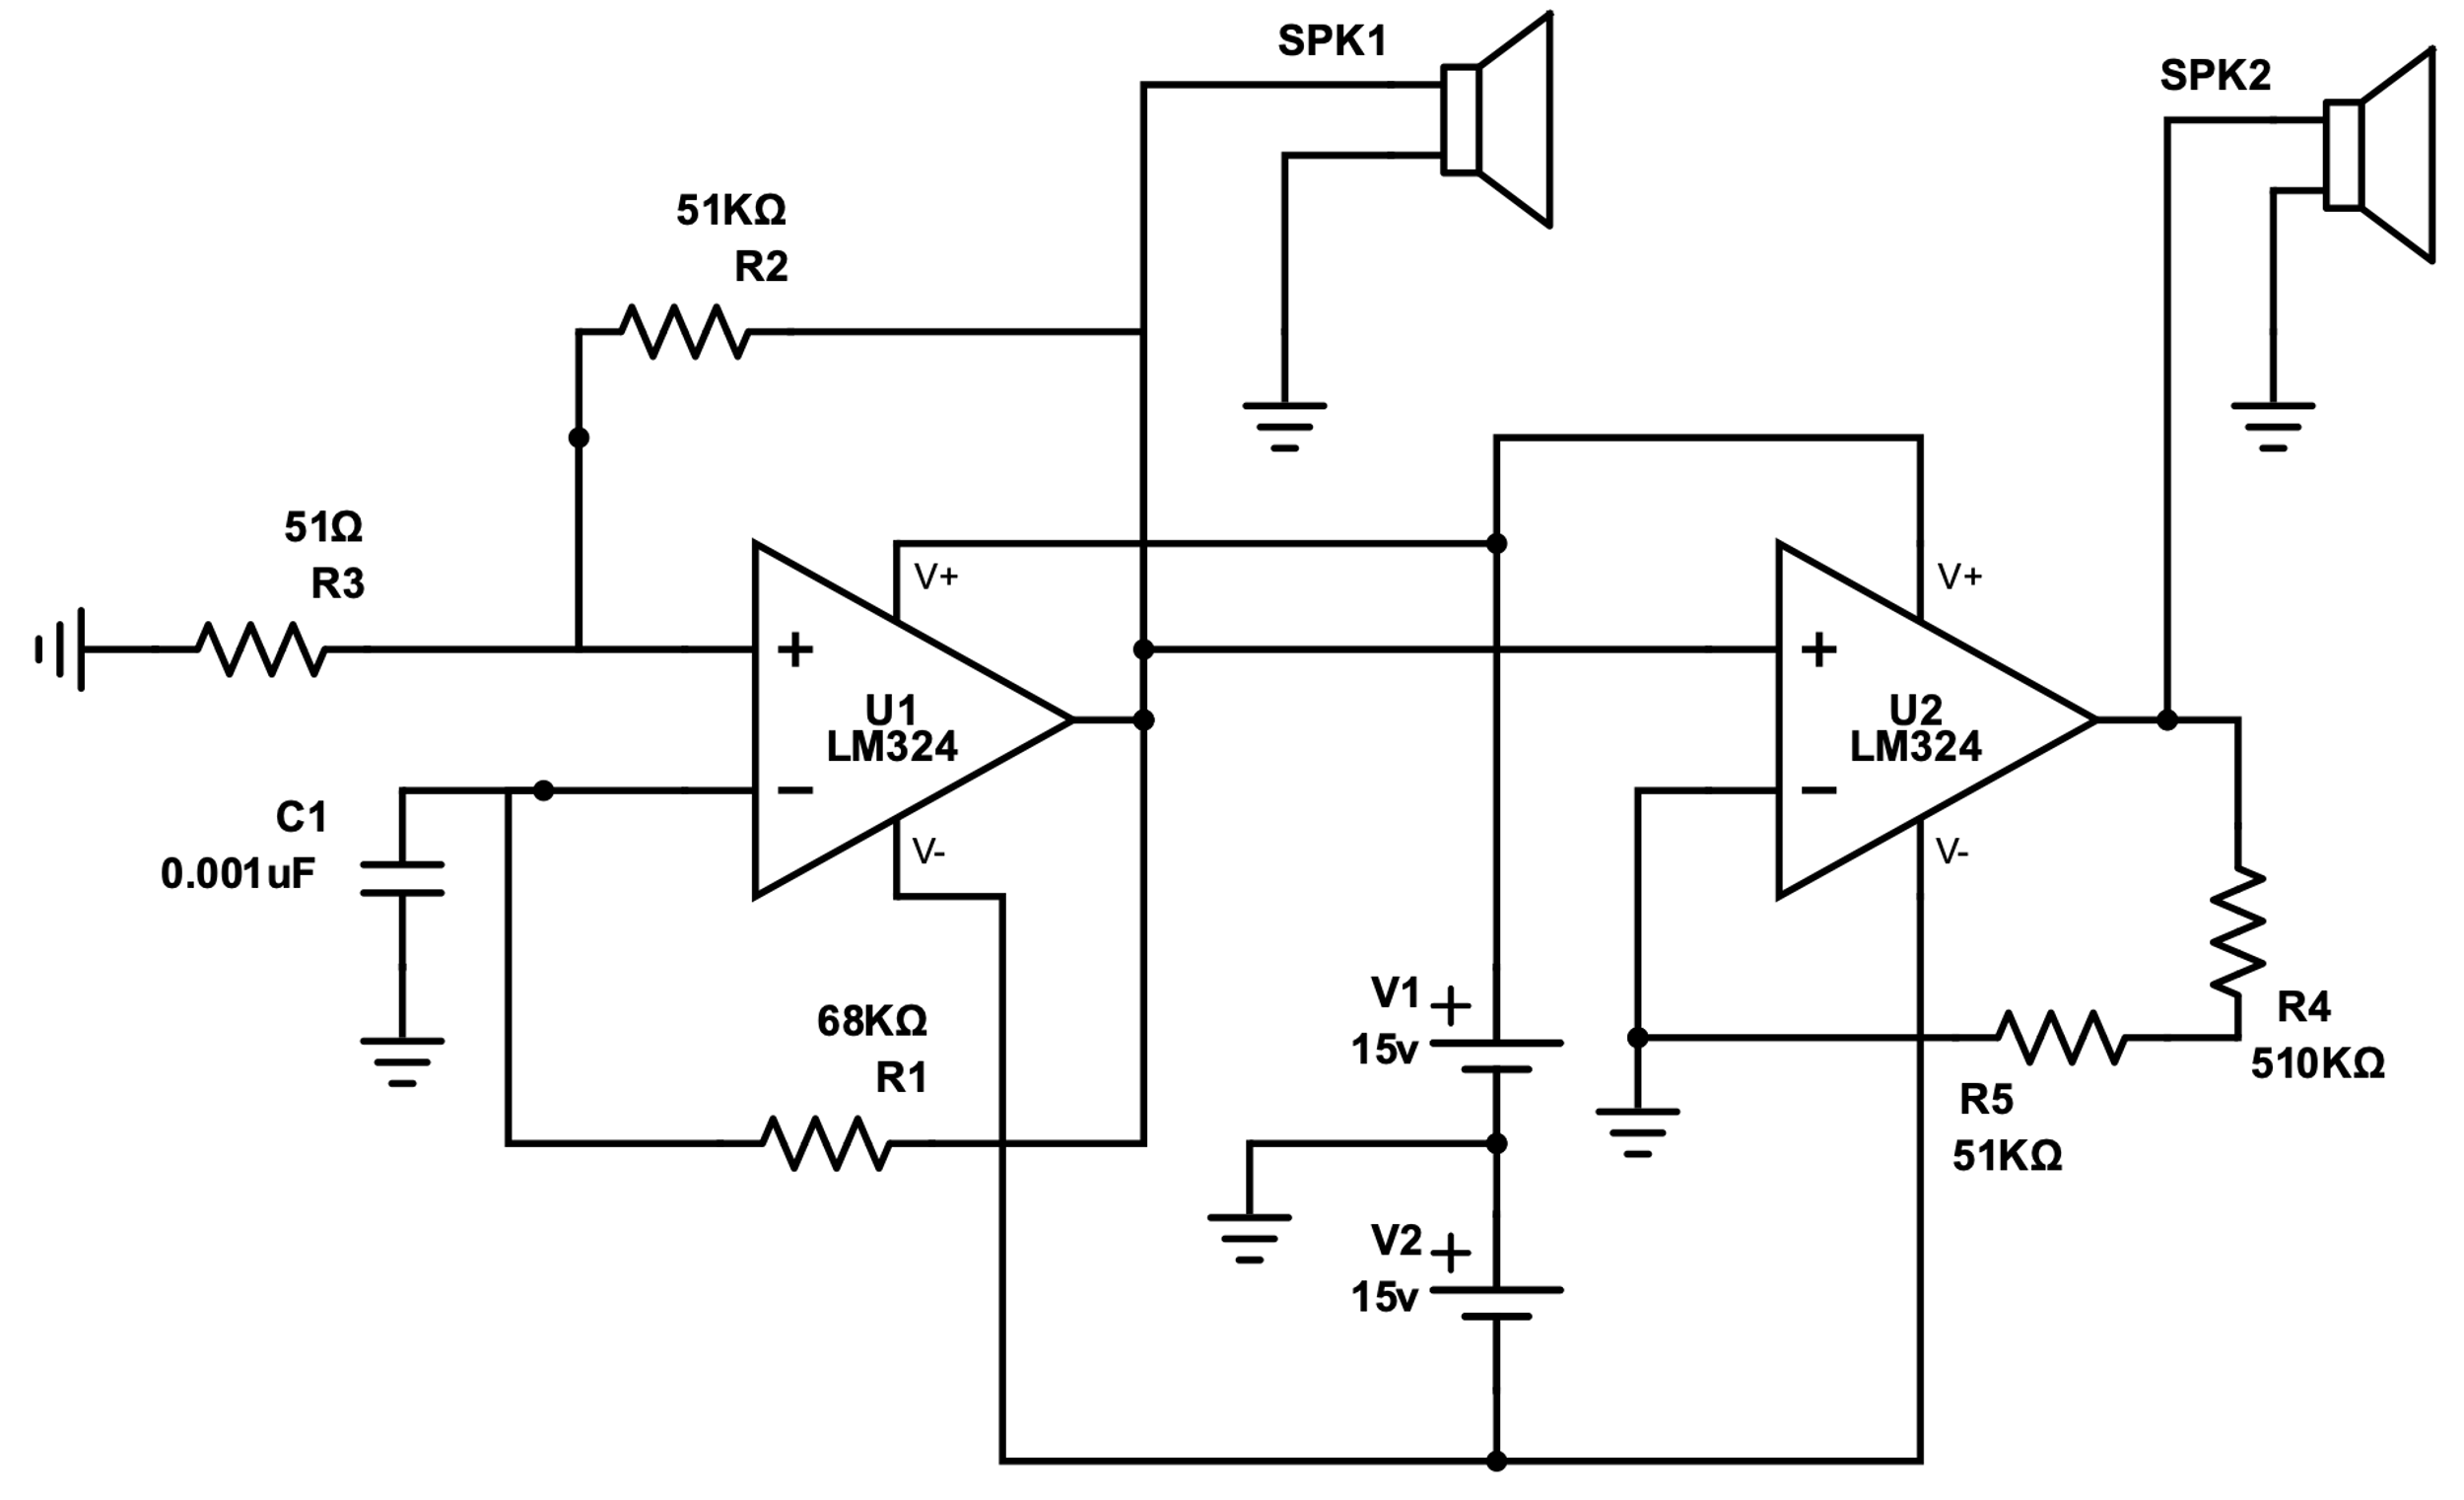 SPK1
SPK2
51KΩ
R2
51Ω
R3
V+
V+
+
+
U1
LM324
U2
LM324
−
−
V-
V-
C1
0.001uF
68KΩ
R1
V1 +
15v
R4
510KΩ
R5
51KΩ
V2 +
15v